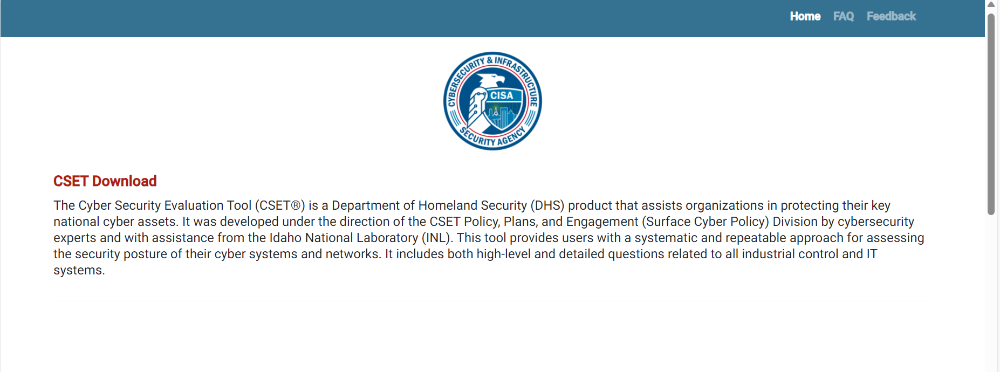 Home FAQ Feedback
CYBERSECURITY & INFRASTRUCTURE
CISA
SECURITY AGENCY
CSET Download
The Cyber Security Evaluation Tool (CSET®) is a Department of Homeland Security (DHS) product that assists organizations in protecting their key
national cyber assets. It was developed under the direction of the CSET Policy, Plans, and Engagement (Surface Cyber Policy) Division by cybersecurity
experts and with assistance from the Idaho National Laboratory (INL). This tool provides users with a systematic and repeatable approach for assessing
the security posture of their cyber systems and networks. It includes both high-level and detailed questions related to all industrial control and IT
systems.